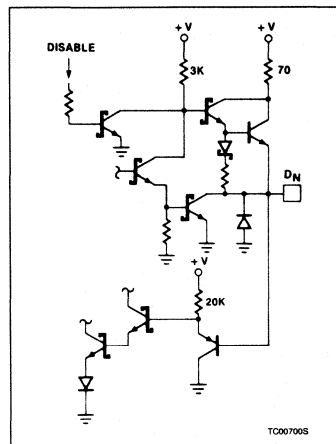 + V
+ V
DISABLE
3K
70
DN
+ V
20K
TC00700S